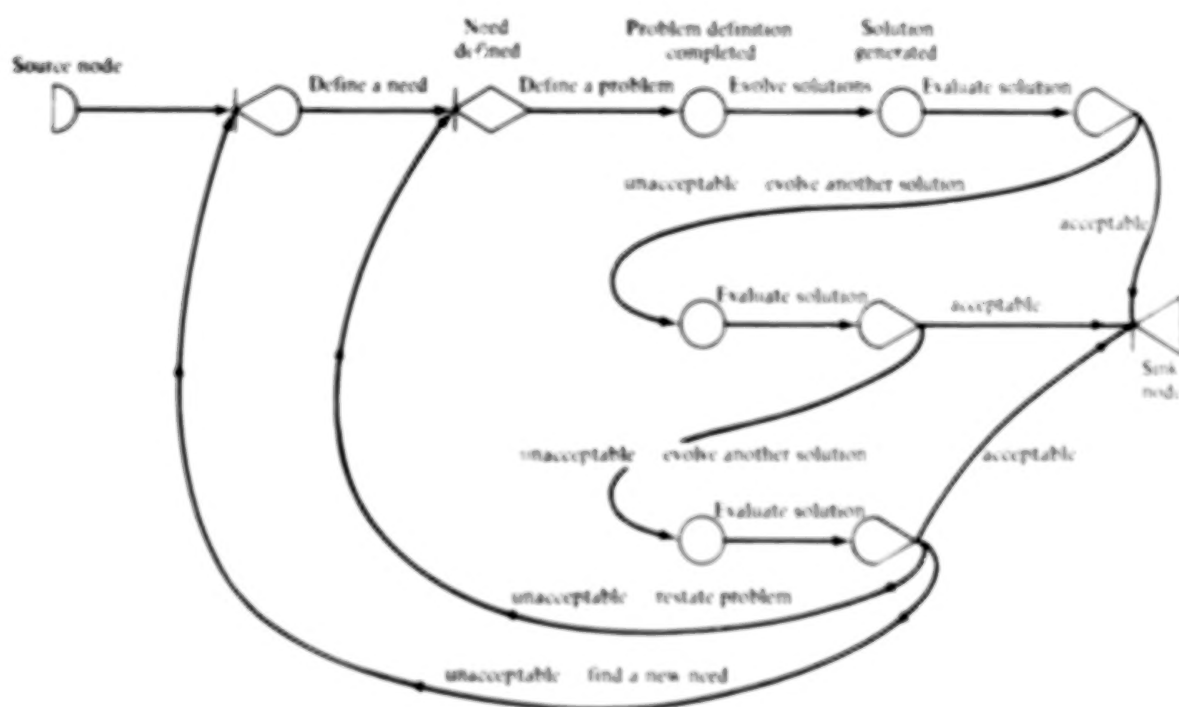 Need
defined
Problem definition
completed
Solution
generated
Source node
Define a need
Define a problem
Evolve solutions
Evaluate solution
unacceptable evolve another solution
acceptable
Evaluate solution
acceptable
Sink
node
unacceptable evolve another solution
acceptable
Evaluate solution
unacceptable restate problem
unacceptable find a new need